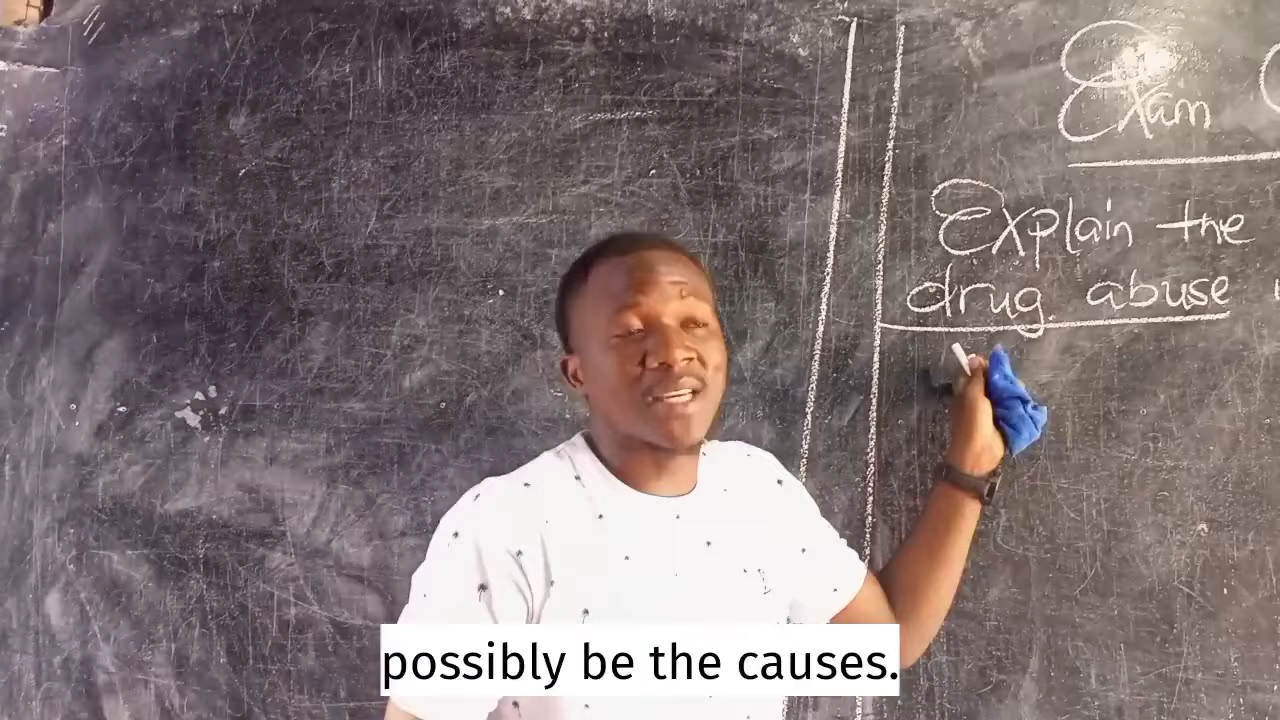 Exam
Explain the
drug abuse
possibly be the causes.